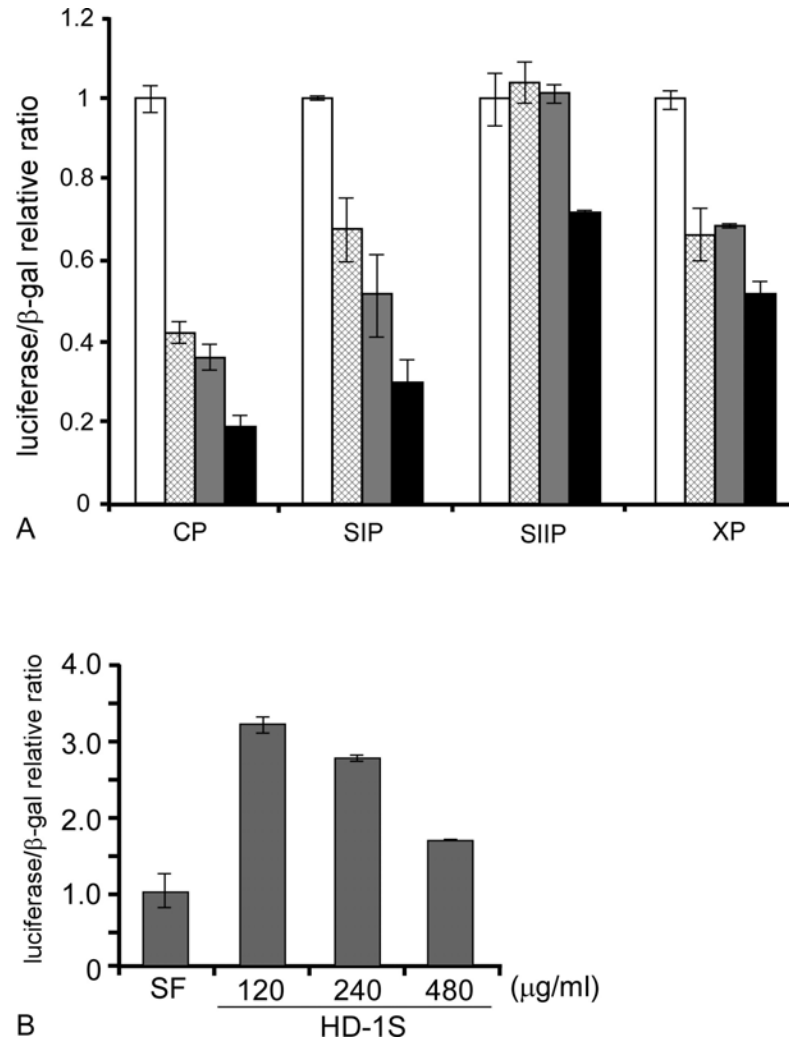 1.2
1
0.8
0.6
0.4
0.2
0
luciferase/β-gal relative ratio
CP SIP SIIP XP
A
4.0
3.0
2.0
1.0
0
luciferase/β-gal relative ratio
SF 120 240 480 (μg/ml)
HD-1S
B